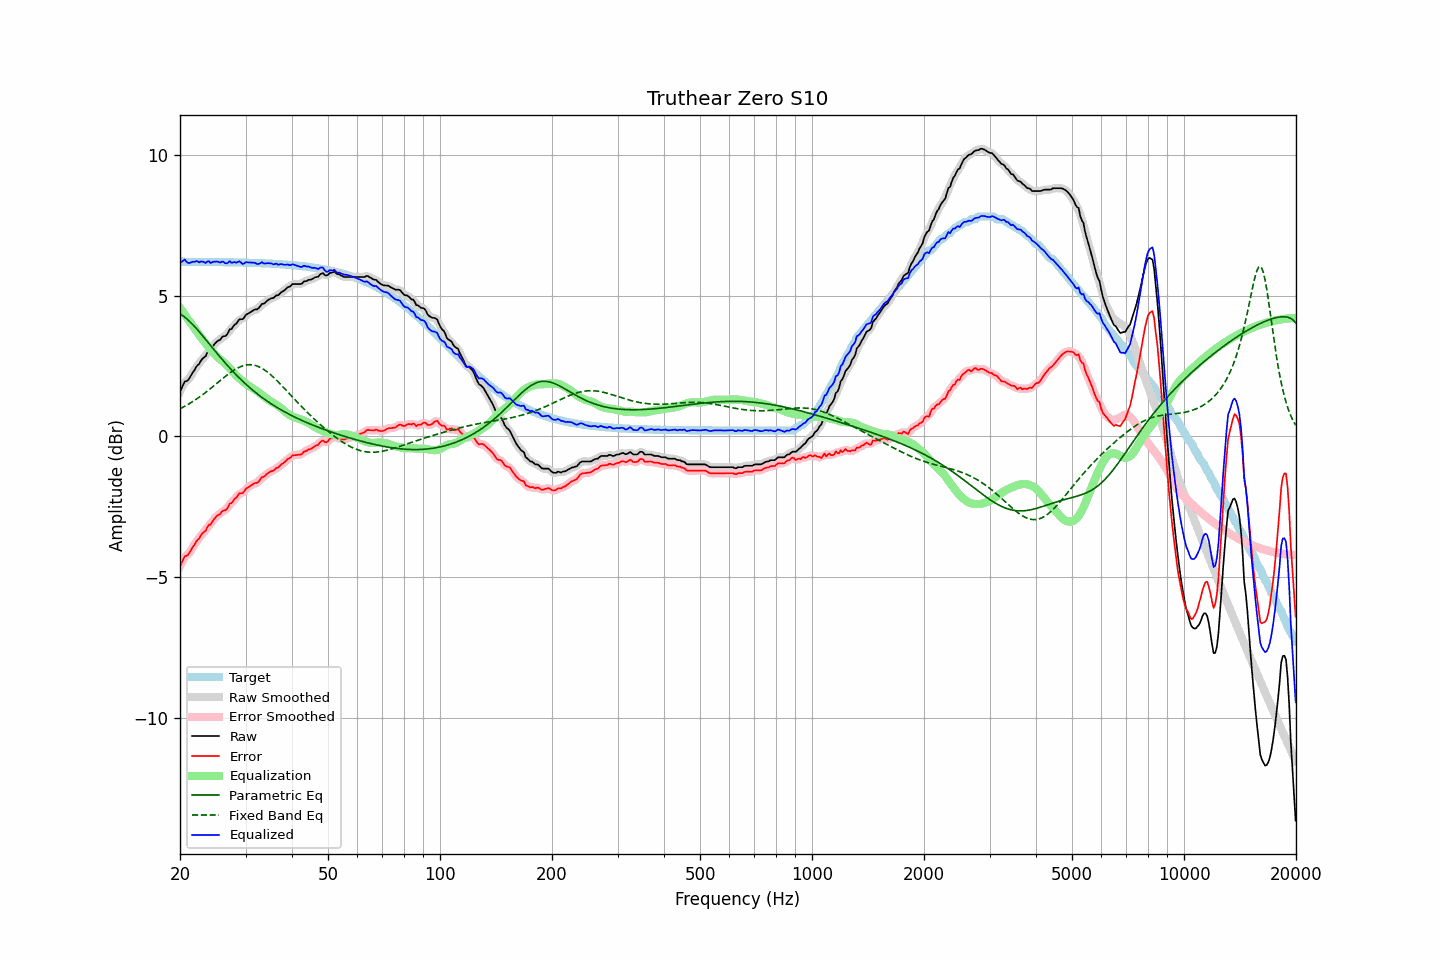 Truthear Zero S10
Amplitude (dBr)
10
5
0
−5
−10
Target
Raw Smoothed
Error Smoothed
Raw
Error
Equalization
Parametric Eq
Fixed Band Eq
Equalized
20 50 100 200 500 1000 2000 5000 10000 20000
Frequency (Hz)